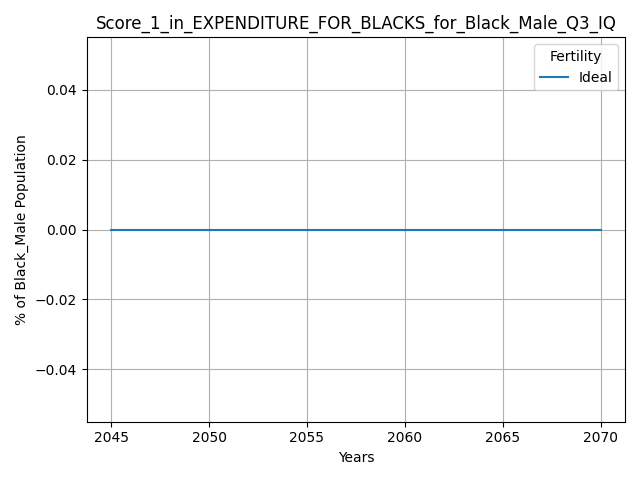 Score_1_in_EXPENDITURE_FOR_BLACKS_for_Black_Male_Q3_IQ
Fertility
Ideal
0.04
0.02
0.00
−0.02
−0.04
% of Black_Male Population
2045 2050 2055 2060 2065 2070
Years